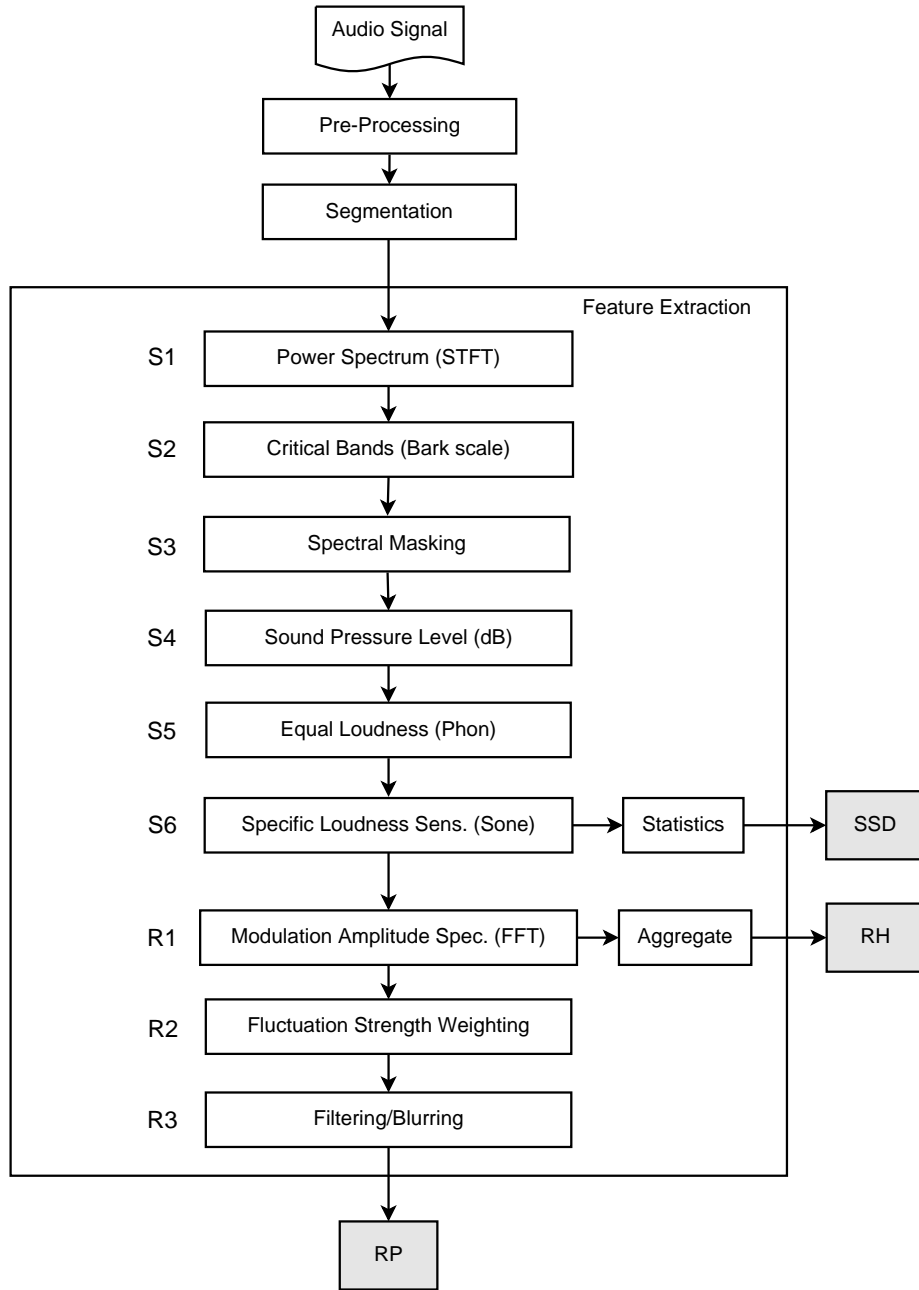 Audio Signal
Pre-Processing
Segmentation
Feature Extraction
S1 Power Spectrum (STFT)
S2 Critical Bands (Bark scale)
S3 Spectral Masking
S4 Sound Pressure Level (dB)
S5 Equal Loudness (Phon)
S6 Specific Loudness Sens. (Sone) Statistics SSD
R1 Modulation Amplitude Spec. (FFT) Aggregate RH
R2 Fluctuation Strength Weighting
R3 Filtering/Blurring
RP